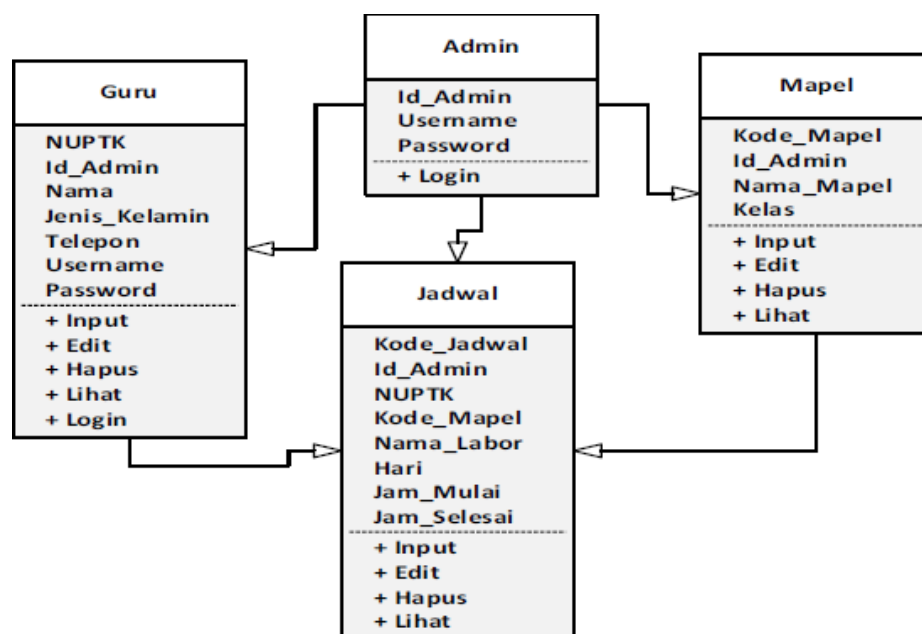 Admin
Id_Admin
Username
Password
+ Login
Guru
NUPTK
Id_Admin
Nama
Jenis_Kelamin
Telepon
Username
Password
+ Input
+ Edit
+ Hapus
+ Lihat
+ Login
Mapel
Kode_Mapel
Id_Admin
Nama_Mapel
Kelas
+ Input
+ Edit
+ Hapus
+ Lihat
Jadwal
Kode_Jadwal
Id_Admin
NUPTK
Kode_Mapel
Nama_Labor
Hari
Jam_Mulai
Jam_Selesai
+ Input
+ Edit
+ Hapus
+ Lihat